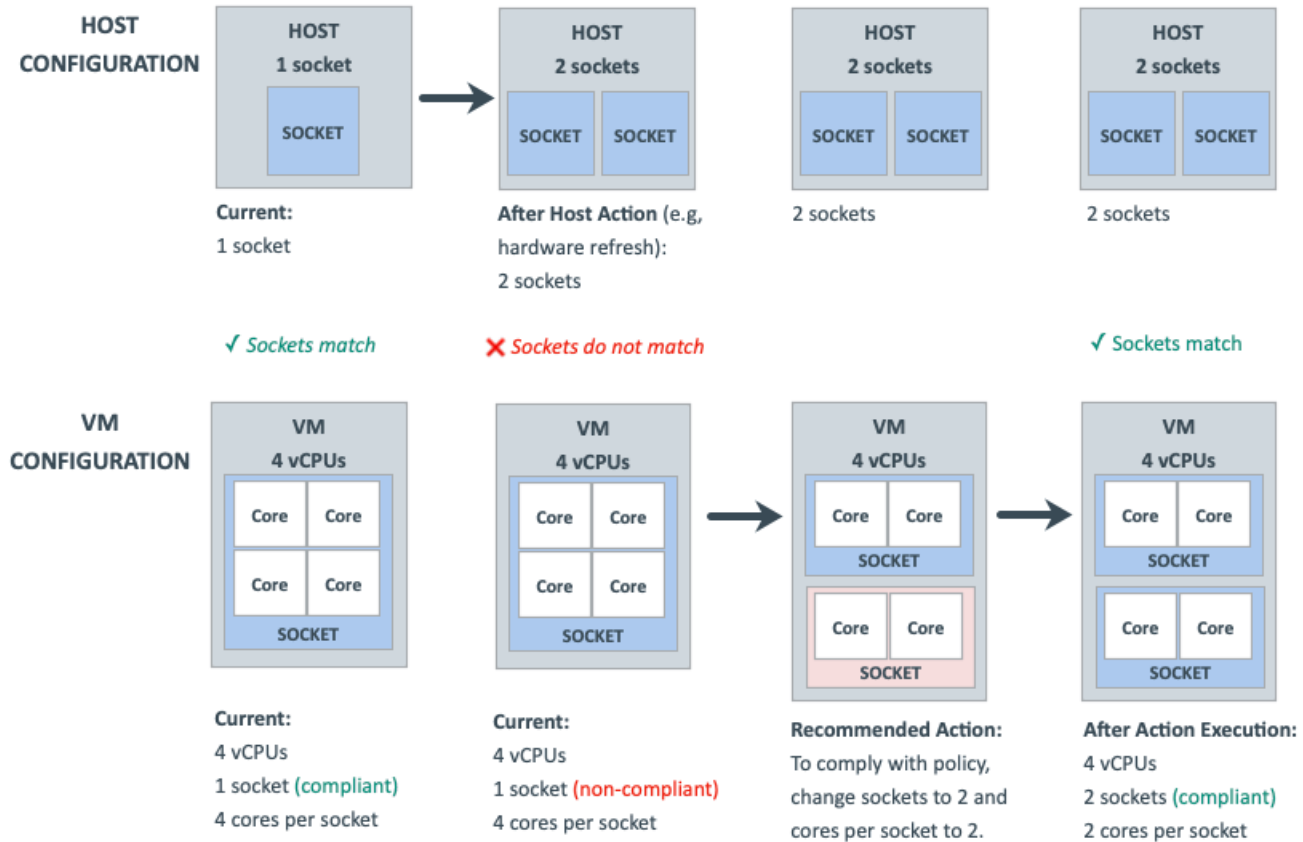 HOST
CONFIGURATION
HOST
1 socket
SOCKET
Current:
1 socket
HOST
2 sockets
SOCKET SOCKET
After Host Action (e.g,
hardware refresh):
2 sockets
HOST
2 sockets
SOCKET SOCKET
2 sockets
HOST
2 sockets
SOCKET SOCKET
2 sockets
✓ Sockets match
❌ Sockets do not match
✓ Sockets match
VM
CONFIGURATION
VM
4 vCPUs
Core Core
Core Core
SOCKET
Current:
4 vCPUs
1 socket (compliant)
4 cores per socket
VM
4 vCPUs
Core Core
Core Core
SOCKET
Current:
4 vCPUs
1 socket (non-compliant)
4 cores per socket
VM
4 vCPUs
Core Core
SOCKET
Core Core
SOCKET
Recommended Action:
To comply with policy,
change sockets to 2 and
cores per socket to 2.
VM
4 vCPUs
Core Core
SOCKET
Core Core
SOCKET
After Action Execution:
4 vCPUs
2 sockets (compliant)
2 cores per socket